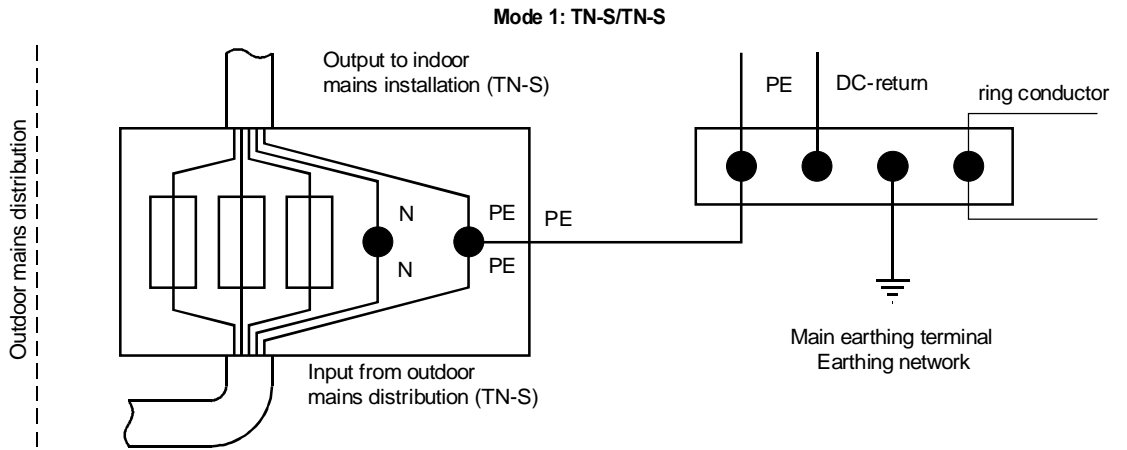 Mode 1: TN-S/TN-S
Outdoor mains distribution
Output to indoor
mains installation (TN-S)
PE
DC-return
ring conductor
N
PE
PE
N
PE
Input from outdoor
mains distribution (TN-S)
Main earthing terminal
Earthing network